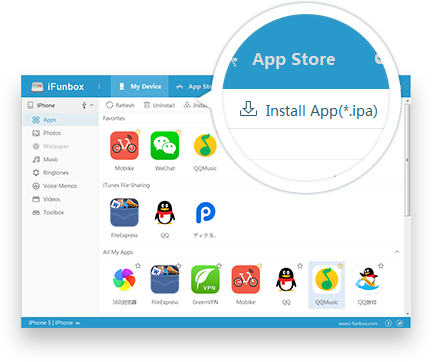 iFunbox
My Device
App Sto
App Store
iPhone
Refresh
Uninstall
Install App(*.ipa)
Apps
Photos
Wallpaper
Music
Ringtones
Voice Memos
Videos
Toolbox
Favorites
Mobike
WeChat
QQMusic
iTunes File Sharing
FileExpress
QQ
ディクタ..
All My Apps
360浏览器
FileExpress
GreenVPN
Mobike
QQ
QQMusic
QQ游戏
iPhone 5 | iPhone
www.i-funbox.com